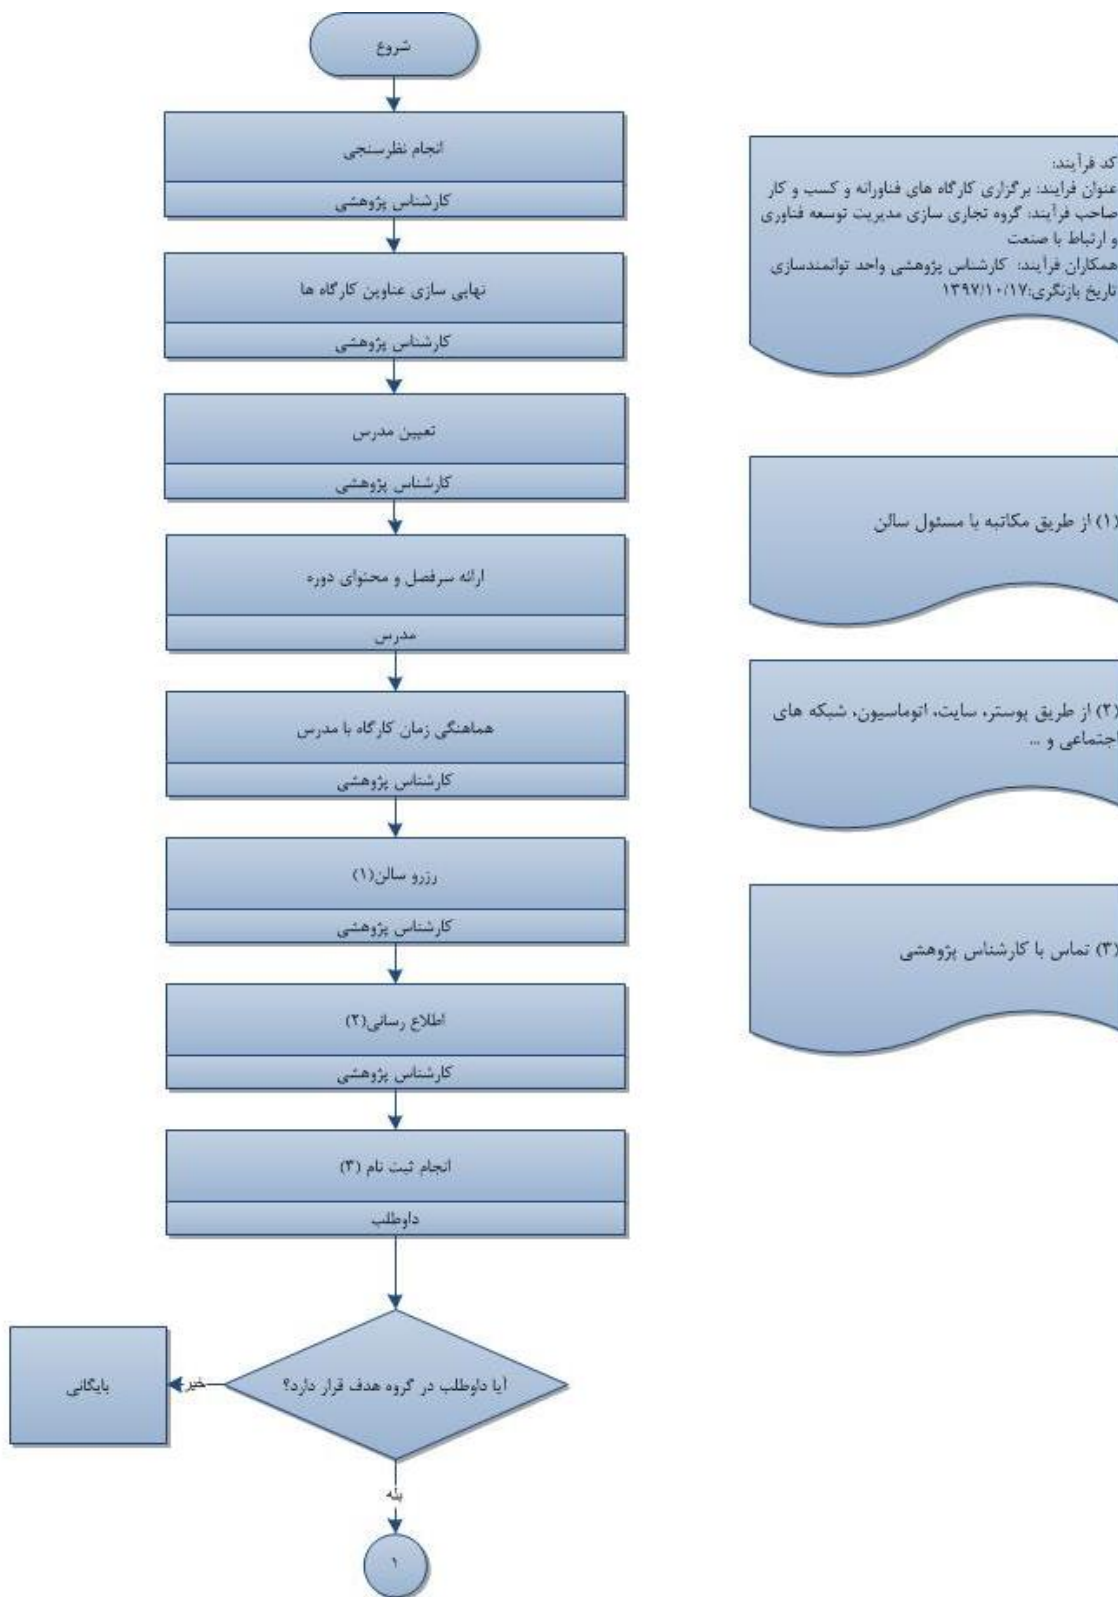 شروع
انجام نظرسنجی
کارشناس پژوهشی
نهایی سازی عناوین کارگاه ها
کارشناس پژوهشی
تعیین مدرس
کارشناس پژوهشی
ارائه سرفصل و محتوای دوره
مدرس
هماهنگی زمان کارگاه با مدرس
کارشناس پژوهشی
رزرو سالن(۱)
کارشناس پژوهشی
اطلاع رسانی(۲)
کارشناس پژوهشی
انجام ثبت نام (۳)
داوطلب
آیا داوطلب در گروه هدف قرار دارد؟
خیر
بایگانی
بله
۱
کد فرآیند:
عنوان فرایند: برگزاری کارگاه های فناورانه و کسب و کار
صاحب فرآیند: گروه تجاری سازی مدیریت توسعه فناوری
و ارتباط با صنعت
همکاران فرآیند: کارشناس پژوهشی واحد توانمندسازی
تاریخ بازنگری:۱۳۹۷/۱۰/۱۷
(۱) از طریق مکاتبه با مسئول سالن
(۲) از طریق پوستر، سایت، اتوماسیون، شبکه های
اجتماعی و ...
(۳) تماس با کارشناس پژوهشی